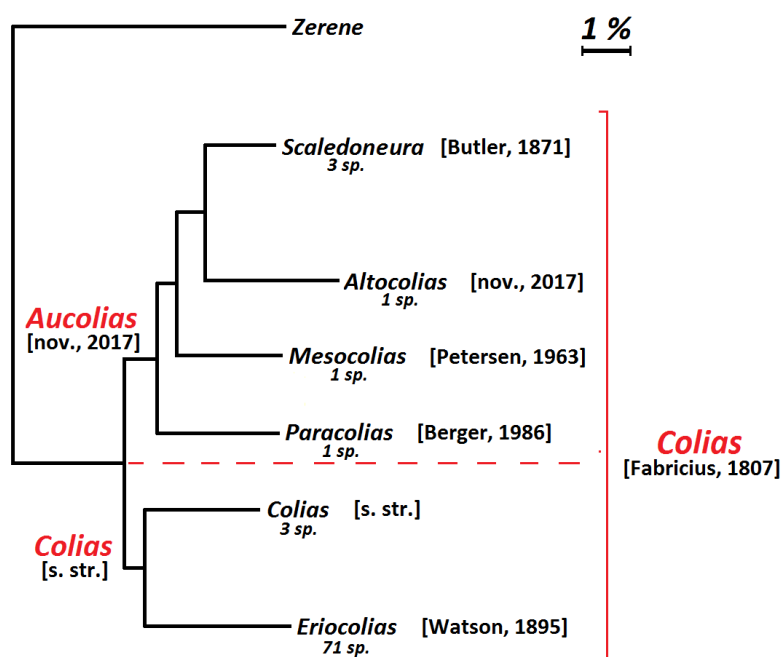 Zerene
1 %
Scaledoneura [Butler, 1871]
3 sp.
Altocolias [nov., 2017]
1 sp.
Aucolias
[nov., 2017]
Mesocolias [Petersen, 1963]
1 sp.
Paracolias [Berger, 1986]
1 sp.
Colias
[Fabricius, 1807]
Colias [s. str.]
3 sp.
Colias
[s. str.]
Eriocolias [Watson, 1895]
71 sp.